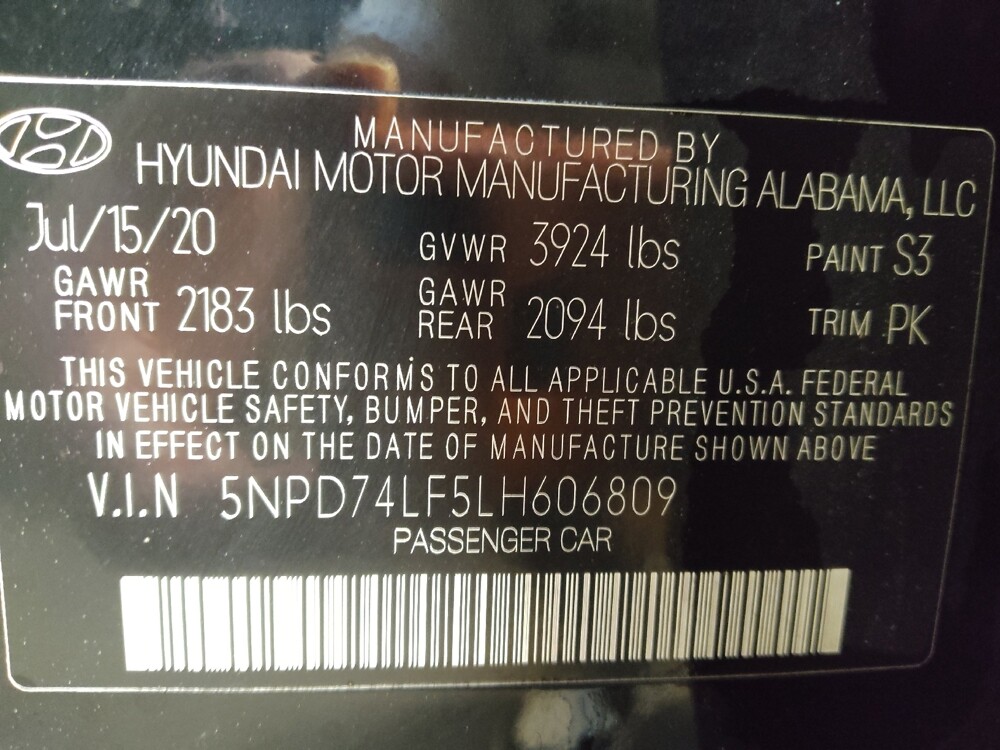 MANUFACTURED BY
HYUNDAI MOTOR MANUFACTURING ALABAMA, LLC
Jul/15/20 GVWR 3924 lbs PAINT S3
GAWR FRONT 2183 lbs GAWR REAR 2094 lbs TRIM PK
THIS VEHICLE CONFORMS TO ALL APPLICABLE U.S.A. FEDERAL
MOTOR VEHICLE SAFETY, BUMPER, AND THEFT PREVENTION STANDARDS
IN EFFECT ON THE DATE OF MANUFACTURE SHOWN ABOVE
V.I.N 5NPD74LF5LH606809
PASSENGER CAR